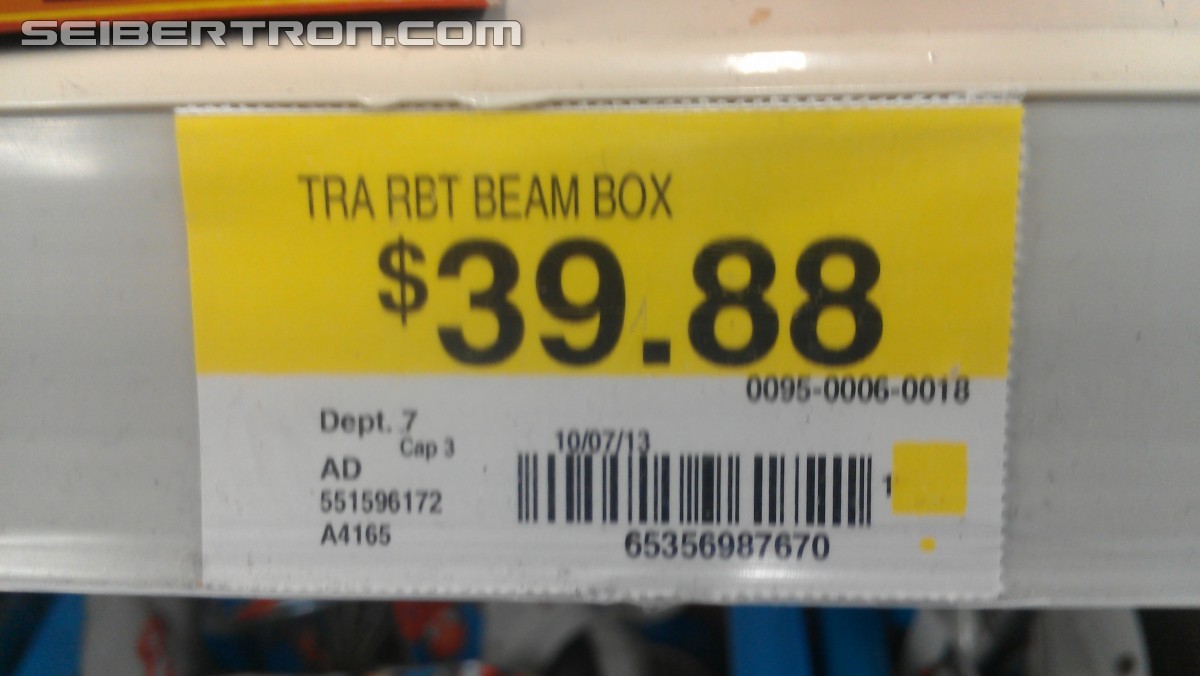 SEIBERTRON.com
TRA RBT BEAM BOX
$39.88
0095-0006-0018
Dept. 7
Cap 3
10/07/13
AD
551596172
1
A4165
65356987670